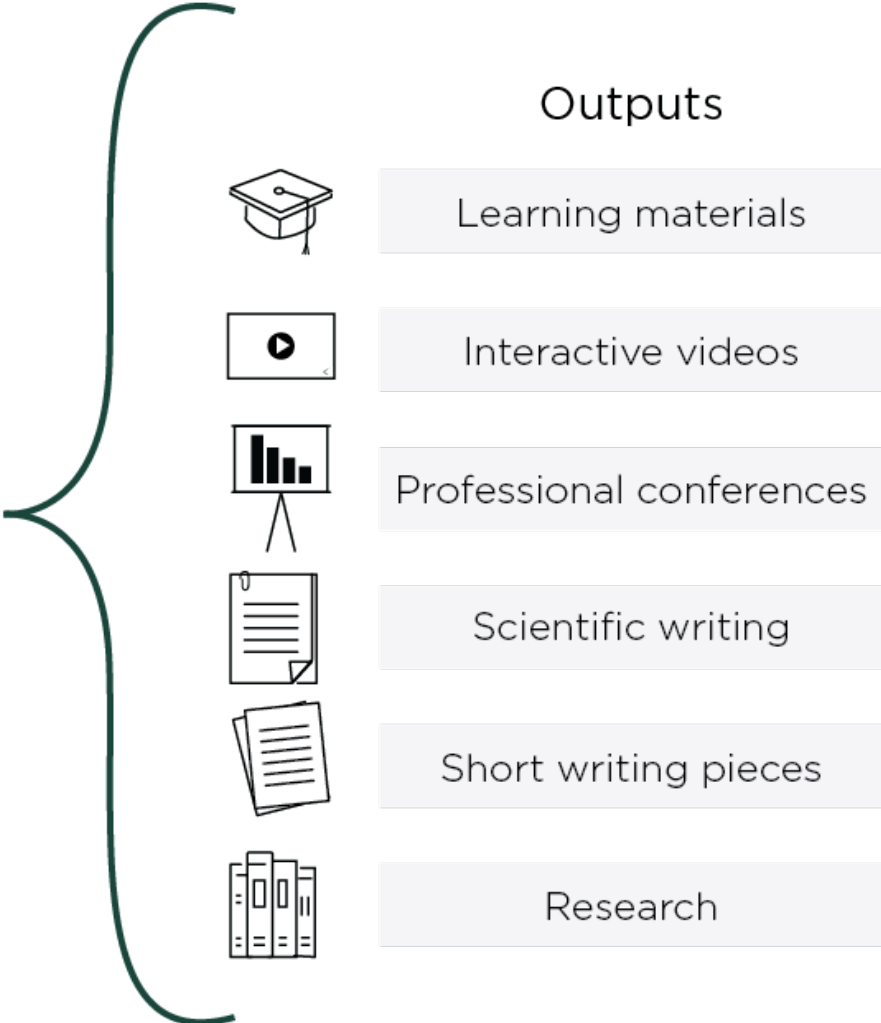 Outputs
Learning materials
Interactive videos
Professional conferences
Scientific writing
Short writing pieces
Research